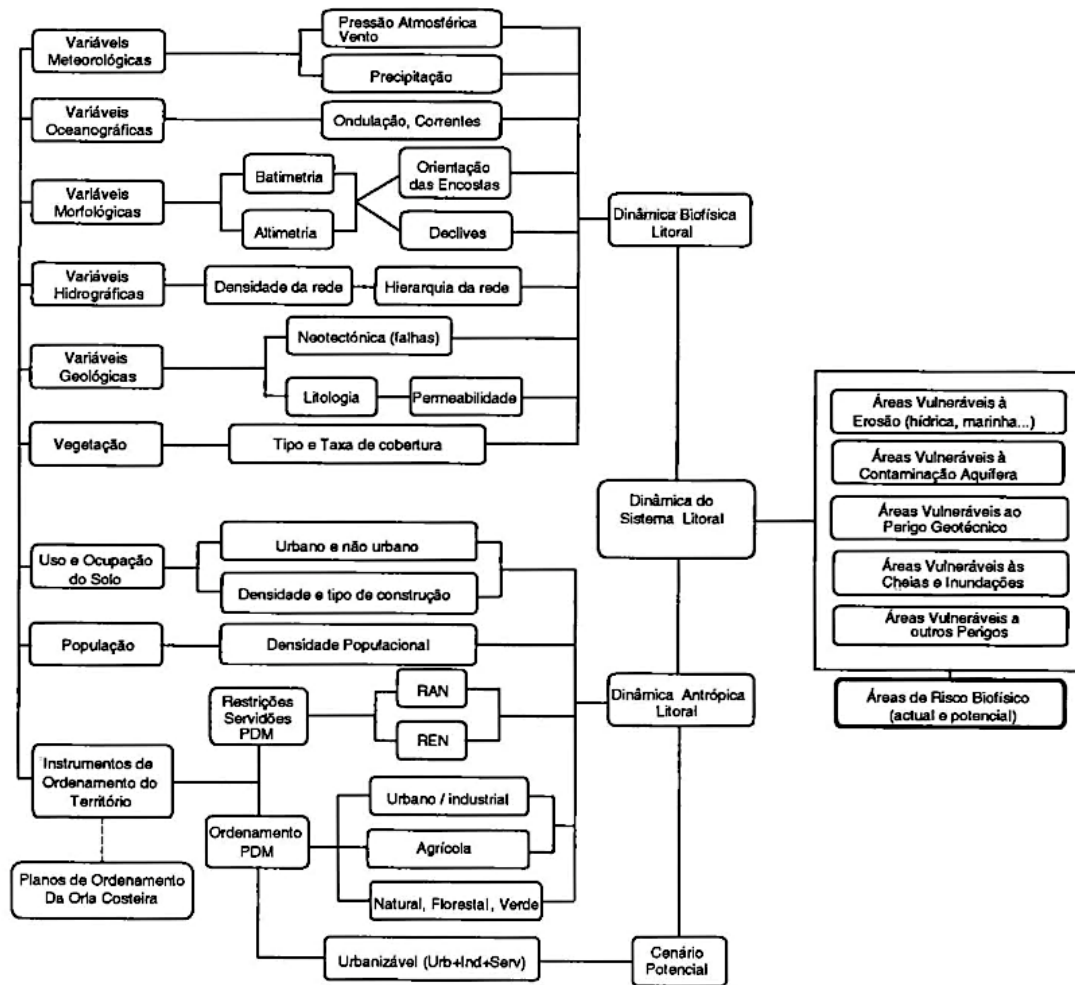 Variáveis
Meteorológicas
Pressão Atmosférica
Vento
Precipitação
Variáveis
Oceanográficas
Ondulação, Correntes
Variáveis
Morfológicas
Batimetria
Altimetria
Orientação
das Encostas
Declives
Dinâmica Biofísica
Litoral
Variáveis
Hidrográficas
Densidade da rede
Hierarquia da rede
Variáveis
Geológicas
Neotectónica (falhas)
Litologia
Permeabilidade
Vegetação
Tipo e Taxa de cobertura
Dinâmica do
Sistema Litoral
Áreas Vulneráveis à
Erosão (hídrica, marinha...)
Áreas Vulneráveis à
Contaminação Aquífera
Áreas Vulneráveis ao
Perigo Geotécnico
Áreas Vulneráveis às
Cheias e Inundações
Áreas Vulneráveis a
outros Perigos
Áreas de Risco Biofísico
(actual e potencial)
Uso e Ocupação
do Solo
Urbano e não urbano
Densidade e tipo de construção
População
Densidade Populacional
Dinâmica Antrópica
Litoral
Restrições
Servidões
PDM
RAN
REN
Instrumentos de
Ordenamento do
Território
Ordenamento
PDM
Urbano / industrial
Agrícola
Natural, Florestal, Verde
Planos de Ordenamento
Da Orla Costeira
Urbanizável (Urb+Ind+Serv)
Cenário
Potencial